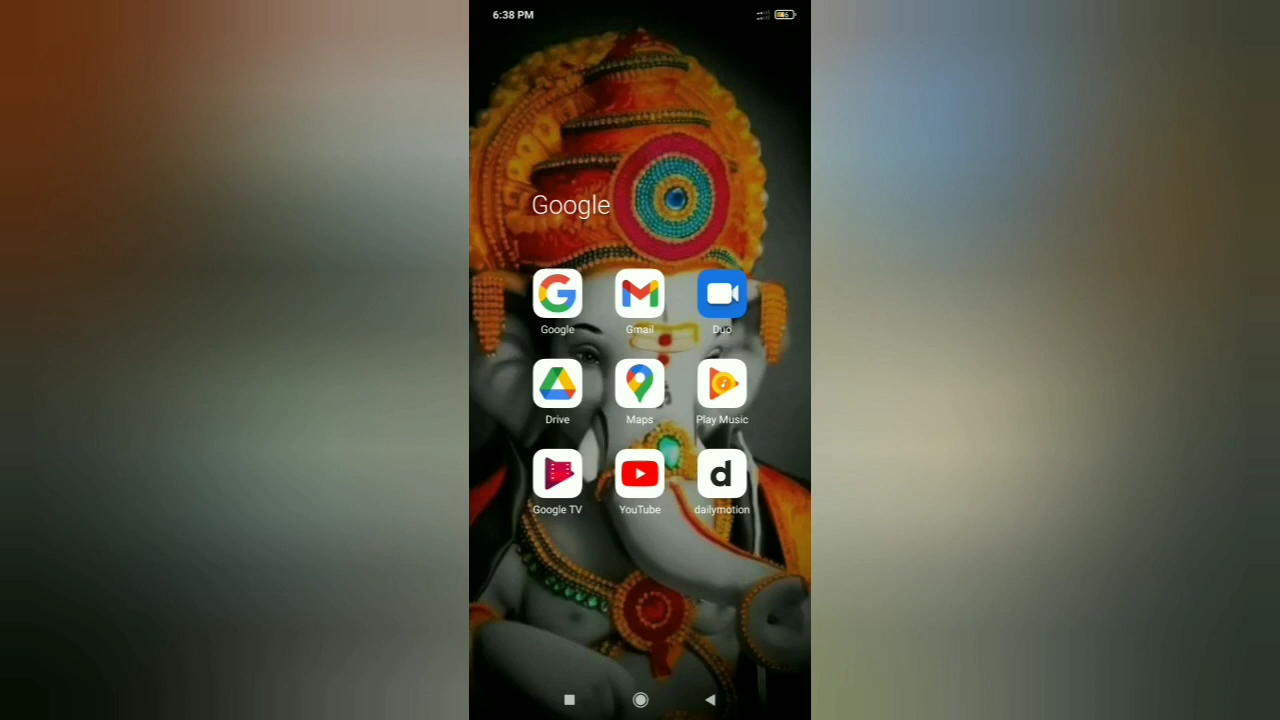 6:38 PM
Google
Google Gmail Duo
Drive Maps Play Music
Google TV YouTube dailymotion
d